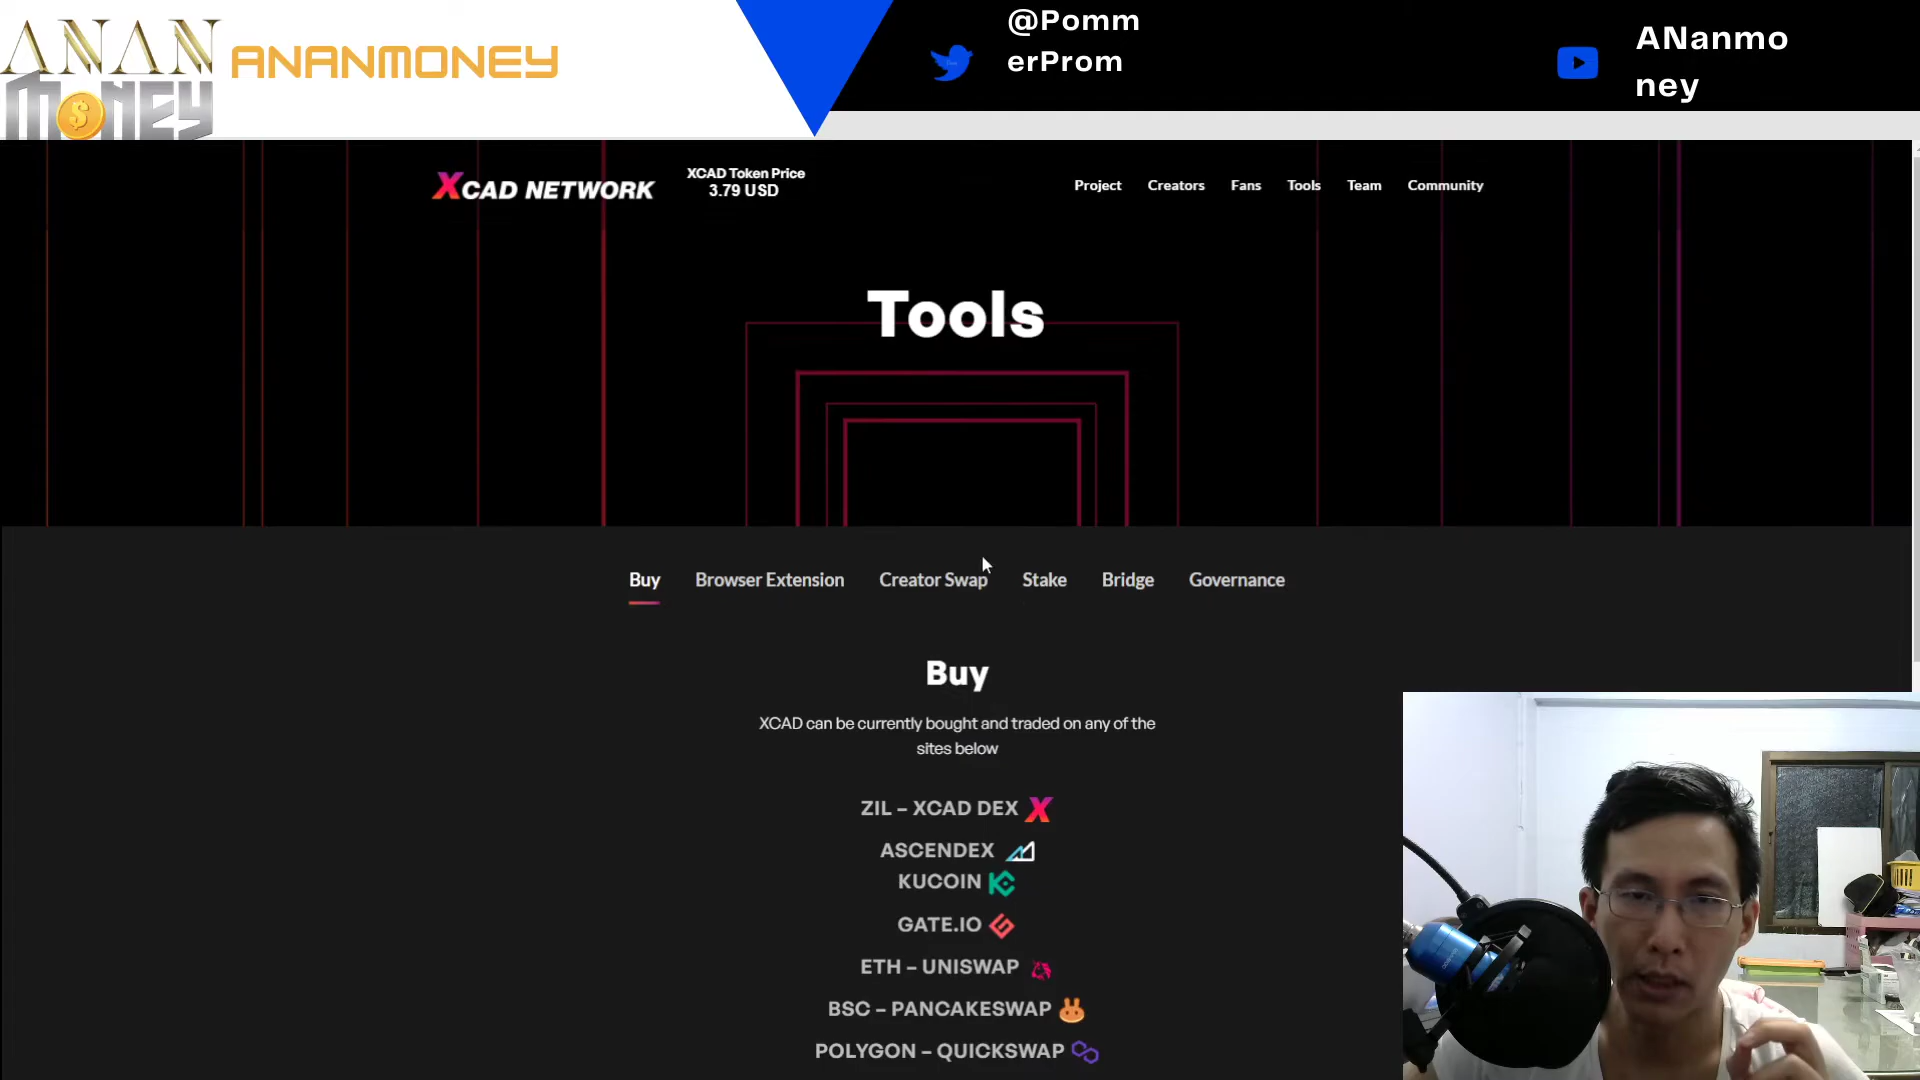 ANAN
MONEY
ANANMONEY
@Pomm
erProm
ANanmo
ney
XCAD NETWORK
XCAD Token Price
3.79 USD
Project
Creators
Fans
Tools
Team
Community
Tools
Buy
Browser Extension
Creator Swap
Stake
Bridge
Governance
Buy
XCAD can be currently bought and traded on any of the
sites below
ZIL – XCAD DEX
ASCENDEX
KUCOIN
GATE.IO
ETH – UNISWAP
BSC – PANCAKESWAP
POLYGON – QUICKSWAP